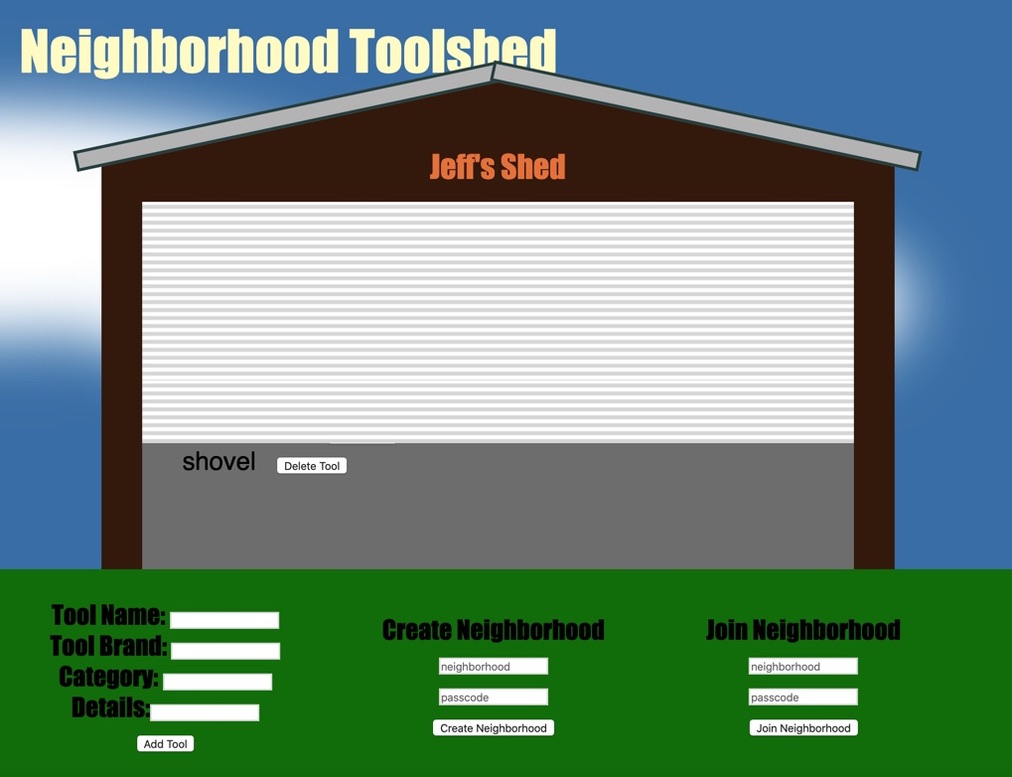 Neighborhood Toolshed
Jeff's Shed
shovel
Delete Tool
Tool Name:
Tool Brand:
Category:
Details:
Add Tool
Create Neighborhood
neighborhood
passcode
Create Neighborhood
Join Neighborhood
neighborhood
passcode
Join Neighborhood